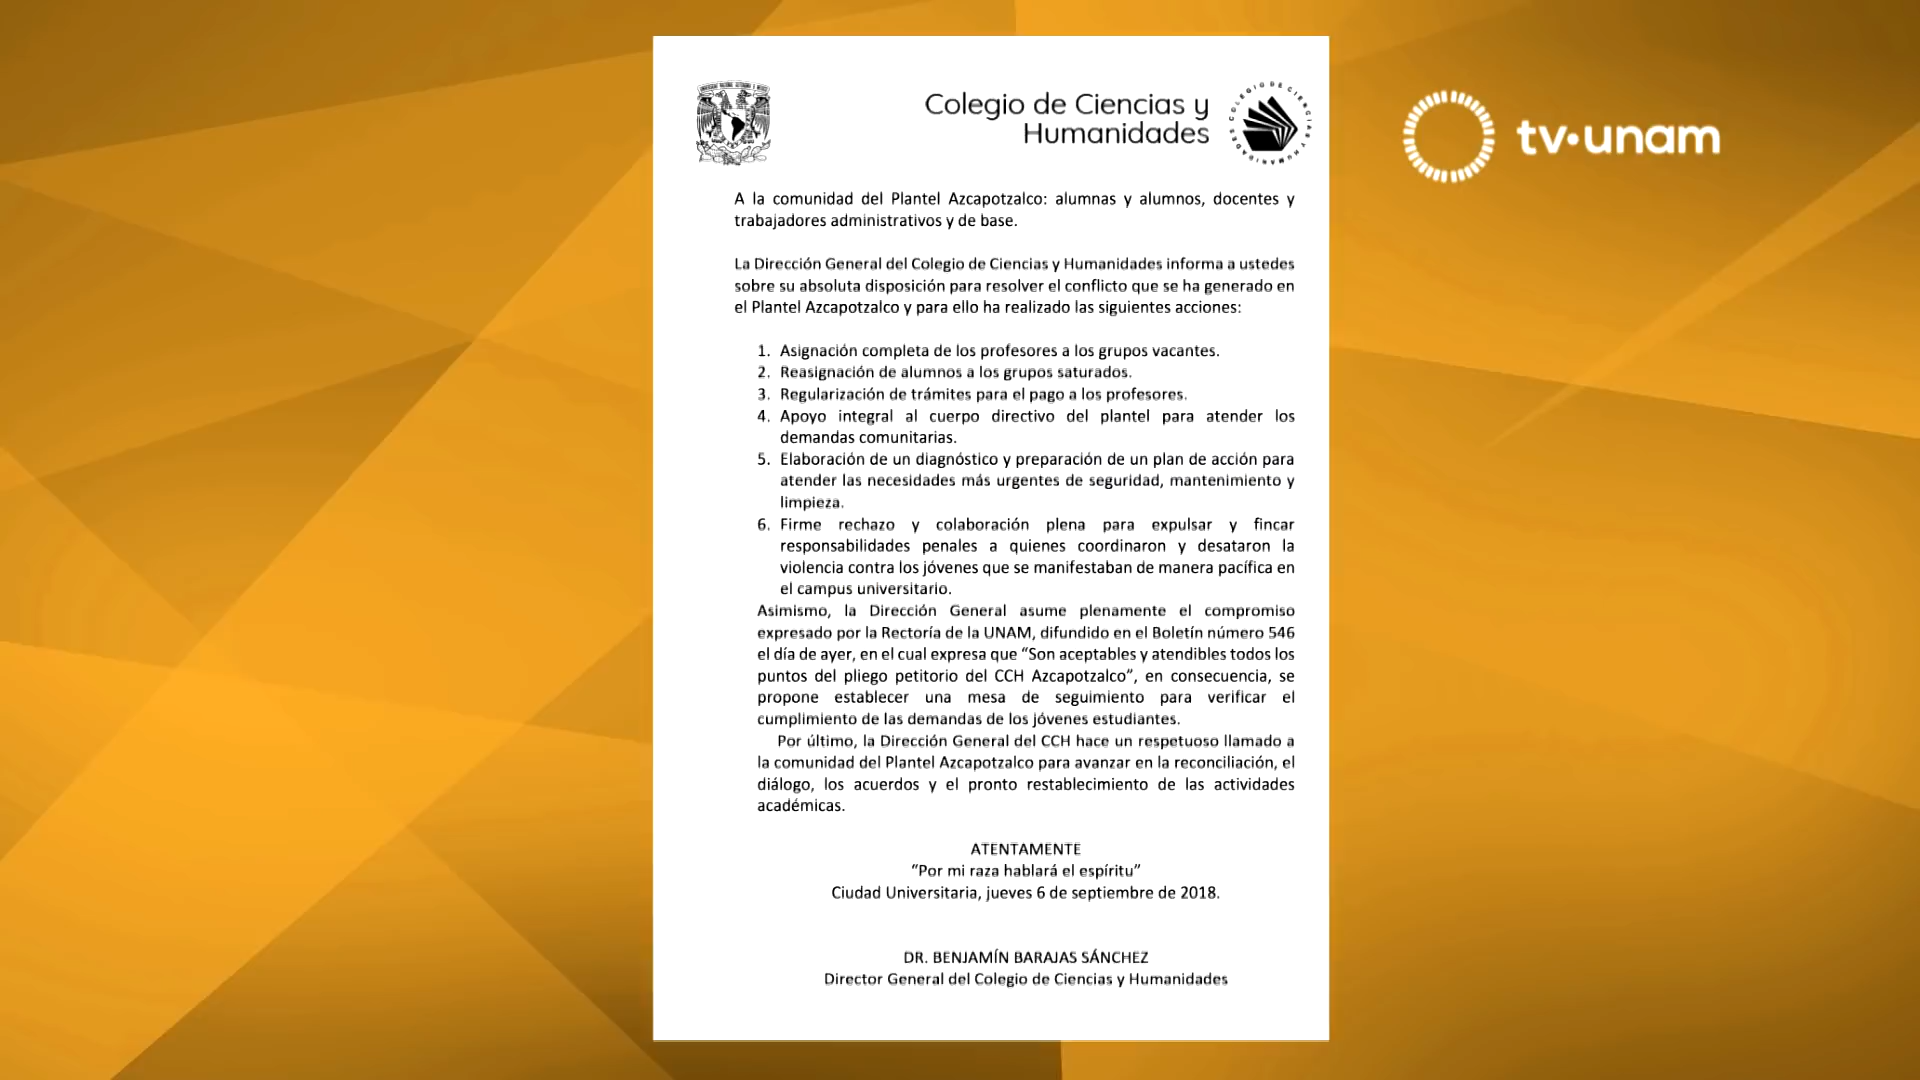 Colegio de Ciencias y
Humanidades
tv·unam
A la comunidad del Plantel Azcapotzalco: alumnas y alumnos, docentes y
trabajadores administrativos y de base.
La Dirección General del Colegio de Ciencias y Humanidades informa a ustedes
sobre su absoluta disposición para resolver el conflicto que se ha generado en
el Plantel Azcapotzalco y para ello ha realizado las siguientes acciones:
1. Asignación completa de los profesores a los grupos vacantes.
2. Reasignación de alumnos a los grupos saturados.
3. Regularización de trámites para el pago a los profesores.
4. Apoyo integral al cuerpo directivo del plantel para atender los
demandas comunitarias.
5. Elaboración de un diagnóstico y preparación de un plan de acción para
atender las necesidades más urgentes de seguridad, mantenimiento y
limpieza.
6. Firme rechazo y colaboración plena para expulsar y fincar
responsabilidades penales a quienes coordinaron y desataron la
violencia contra los jóvenes que se manifestaban de manera pacífica en
el campus universitario.
Asimismo, la Dirección General asume plenamente el compromiso
expresado por la Rectoría de la UNAM, difundido en el Boletín número 546
el día de ayer, en el cual expresa que “Son aceptables y atendibles todos los
puntos del pliego petitorio del CCH Azcapotzalco”, en consecuencia, se
propone establecer una mesa de seguimiento para verificar el
cumplimiento de las demandas de los jóvenes estudiantes.
Por último, la Dirección General del CCH hace un respetuoso llamado a
la comunidad del Plantel Azcapotzalco para avanzar en la reconciliación, el
diálogo, los acuerdos y el pronto restablecimiento de las actividades
académicas.
ATENTAMENTE
“Por mi raza hablará el espíritu”
Ciudad Universitaria, jueves 6 de septiembre de 2018.
DR. BENJAMÍN BARAJAS SÁNCHEZ
Director General del Colegio de Ciencias y Humanidades